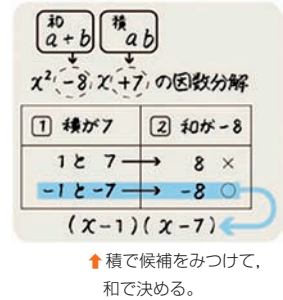 和 積
a+b ab
x² -8 x +7 の因数分解
1 積が7 2 和が-8
1 と 7 → 8 ×
-1 と -7 → -8 ○
(x-1)(x-7)
⬆積で候補をみつけて，
和で決める。